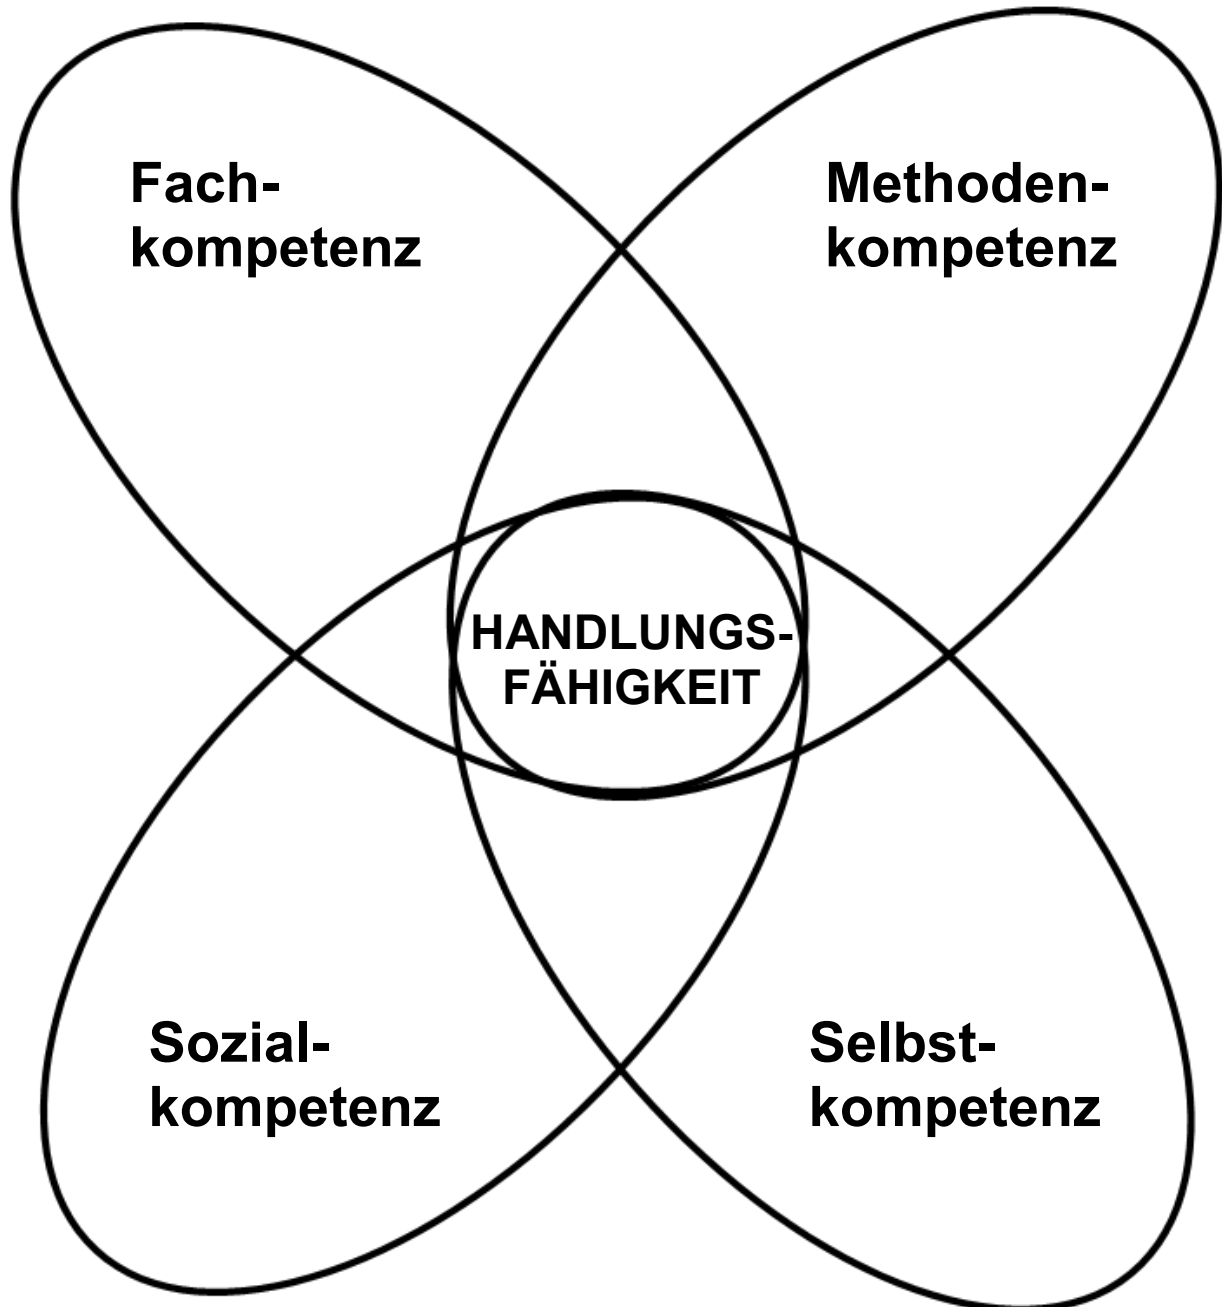 Fach-
kompetenz
Methoden-
kompetenz
HANDLUNGS-
FÄHIGKEIT
Sozial-
kompetenz
Selbst-
kompetenz